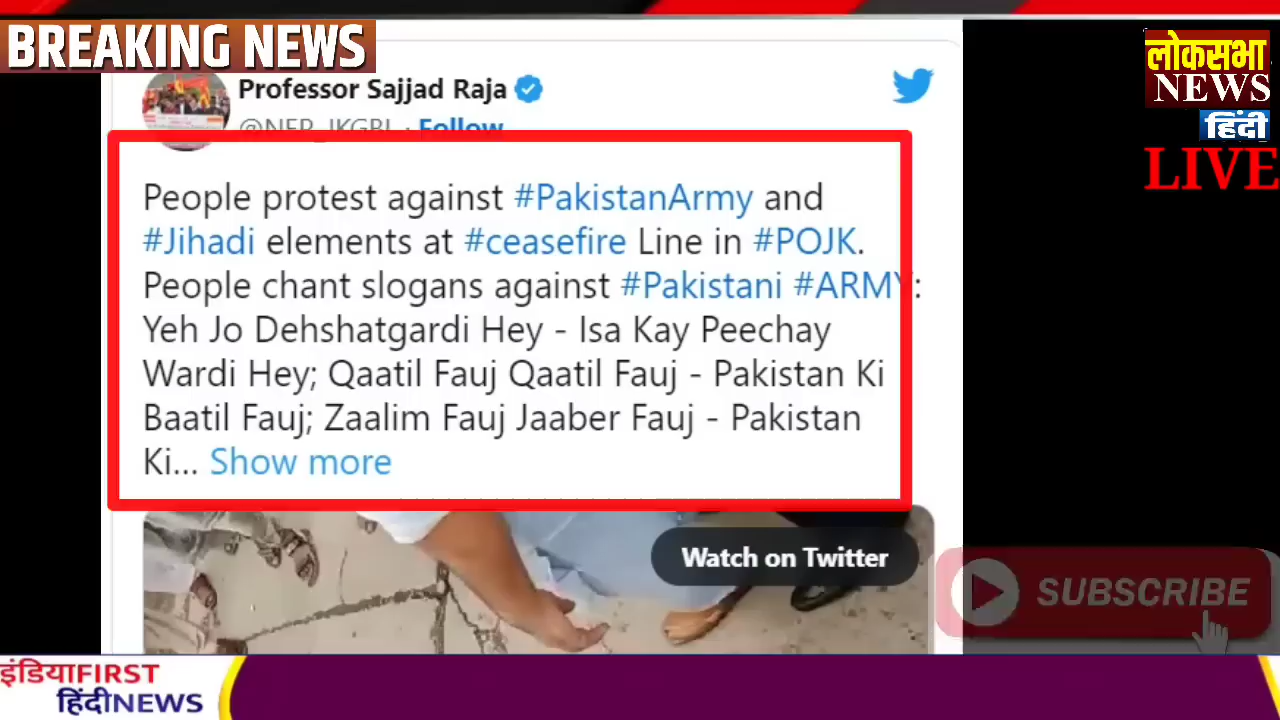 BREAKING NEWS
लोकसभा
NEWS
हिंदी
LIVE
Professor Sajjad Raja
Follow
People protest against #PakistanArmy and
#Jihadi elements at #ceasefire Line in #POJK.
People chant slogans against #Pakistani #ARMY:
Yeh Jo Dehshatgardi Hey - Isa Kay Peechay
Wardi Hey; Qaatil Fauj Qaatil Fauj - Pakistan Ki
Baatil Fauj; Zaalim Fauj Jaaber Fauj - Pakistan
Ki... Show more
Watch on Twitter
SUBSCRIBE
इंडियाFIRST
हिंदीNEWS